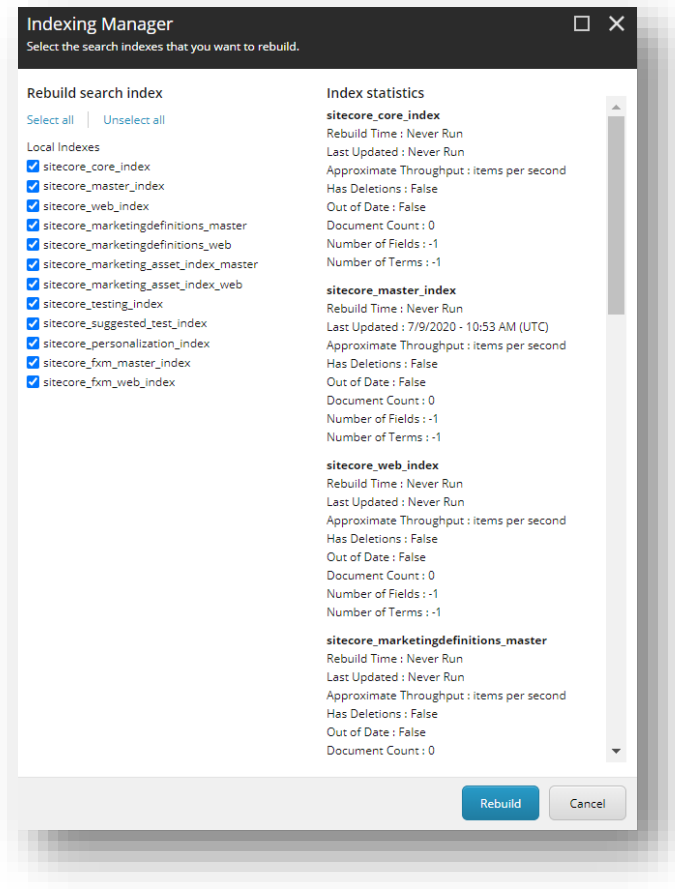 Indexing Manager
Select the search indexes that you want to rebuild.
Rebuild search index
Select all
Unselect all
Local Indexes
sitecore_core_index
sitecore_master_index
sitecore_web_index
sitecore_marketingdefinitions_master
sitecore_marketingdefinitions_web
sitecore_marketing_asset_index_master
sitecore_marketing_asset_index_web
sitecore_testing_index
sitecore_suggested_test_index
sitecore_personalization_index
sitecore_fxm_master_index
sitecore_fxm_web_index
Index statistics
sitecore_core_index
Rebuild Time : Never Run
Last Updated : Never Run
Approximate Throughput : items per second
Has Deletions : False
Out of Date : False
Document Count : 0
Number of Fields : -1
Number of Terms : -1
sitecore_master_index
Rebuild Time : Never Run
Last Updated : 7/9/2020 - 10:53 AM (UTC)
Approximate Throughput : items per second
Has Deletions : False
Out of Date : False
Document Count : 0
Number of Fields : -1
Number of Terms : -1
sitecore_web_index
Rebuild Time : Never Run
Last Updated : Never Run
Approximate Throughput : items per second
Has Deletions : False
Out of Date : False
Document Count : 0
Number of Fields : -1
Number of Terms : -1
sitecore_marketingdefinitions_master
Rebuild Time : Never Run
Last Updated : Never Run
Approximate Throughput : items per second
Has Deletions : False
Out of Date : False
Document Count : 0
Rebuild
Cancel